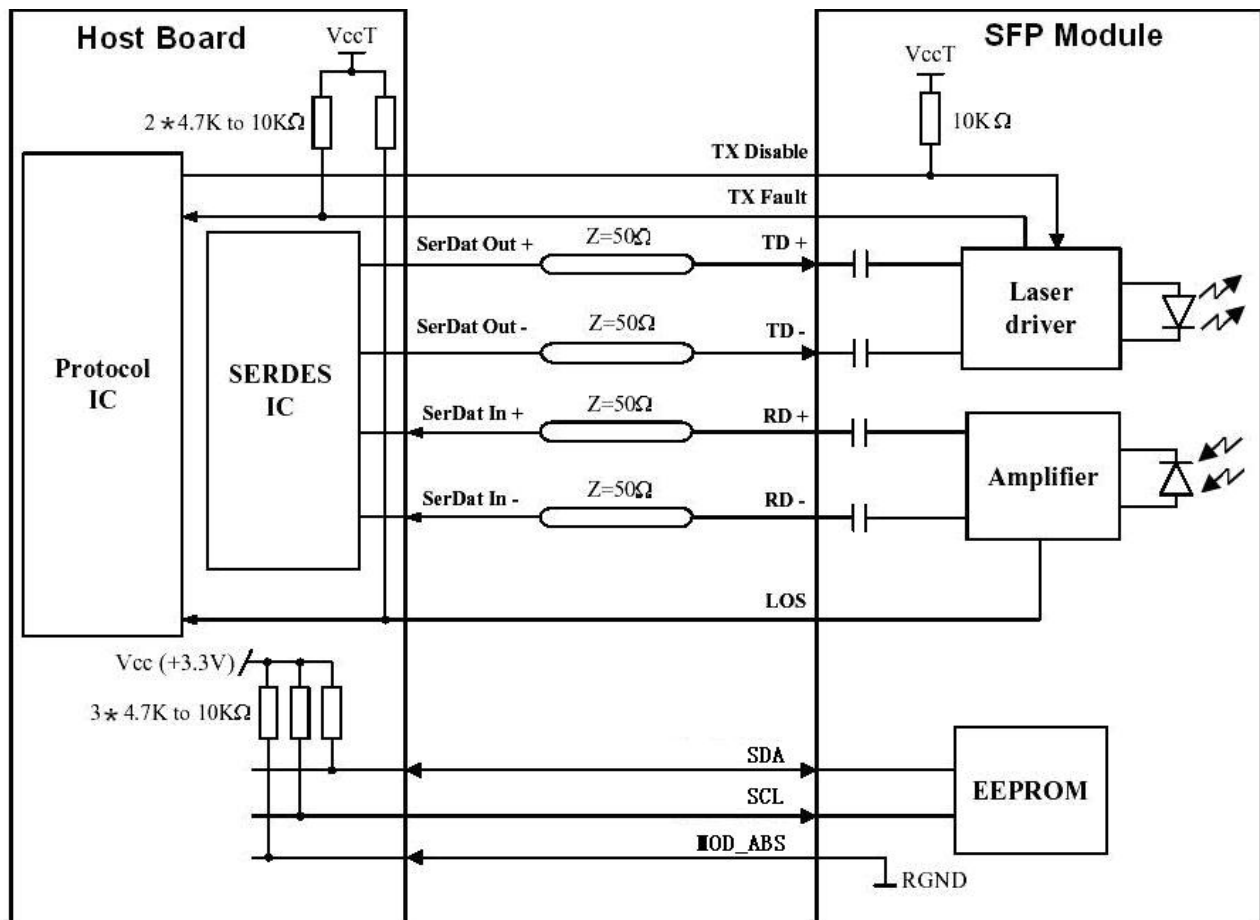 Host Board
SFP Module
VccT
VccT
2*4.7K to 10KΩ
10KΩ
TX Disable
TX Fault
SerDat Out +
Z=50Ω
TD +
SerDat Out -
Z=50Ω
TD -
Laser
driver
Protocol
IC
SERDES
IC
SerDat In +
Z=50Ω
RD +
SerDat In -
Z=50Ω
RD -
Amplifier
LOS
Vcc (+3.3V)
3*4.7K to 10KΩ
SDA
SCL
MOD_ABS
EEPROM
RGND